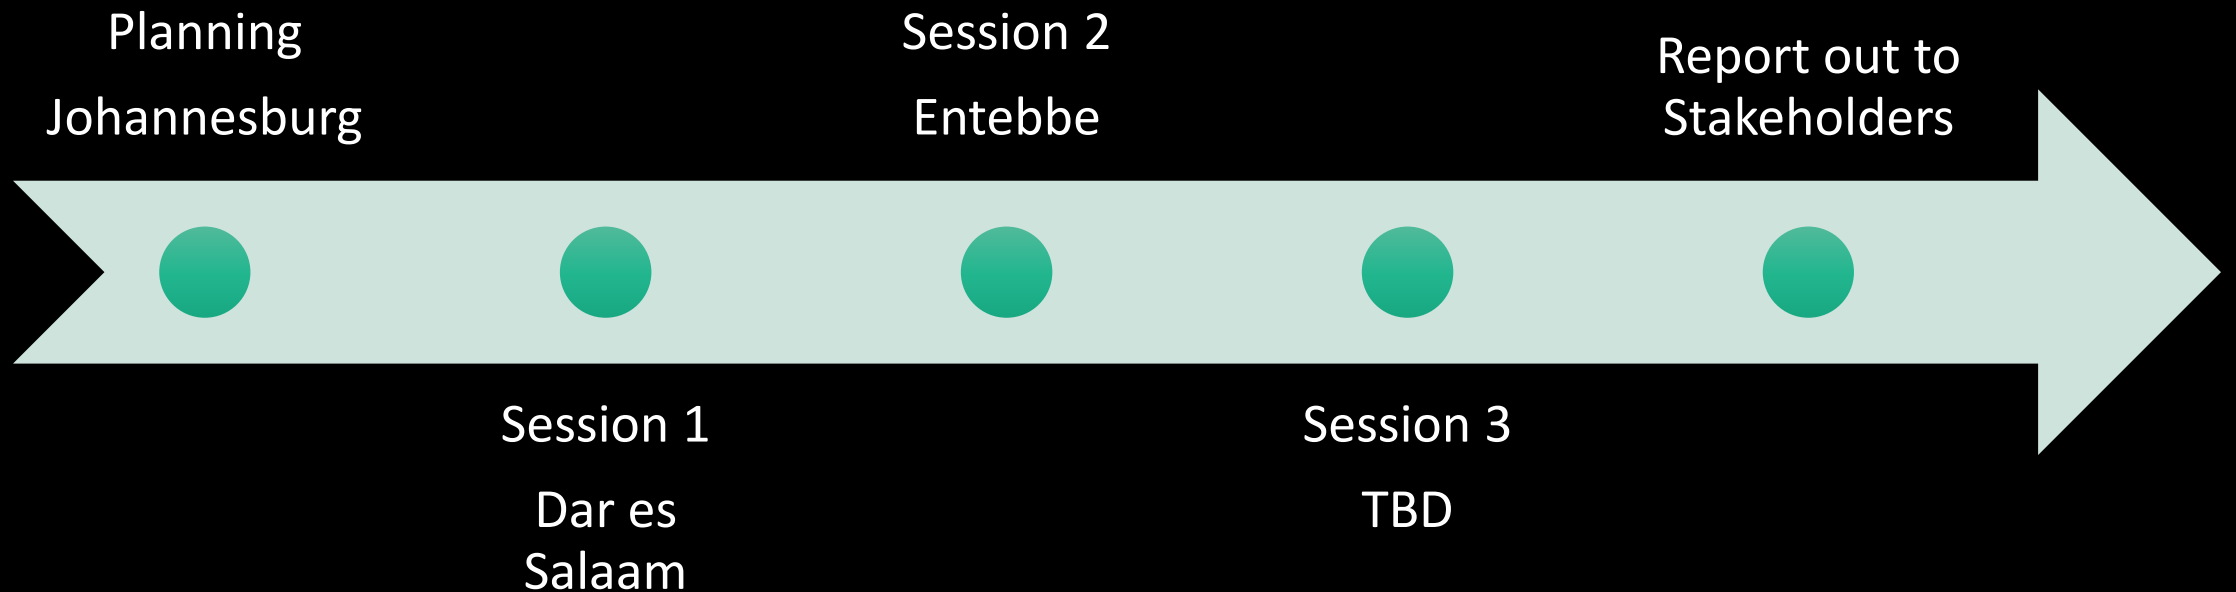 Planning
Johannesburg
Session 1
Dar es
Salaam
Session 2
Entebbe
Session 3
TBD
Report out to
Stakeholders